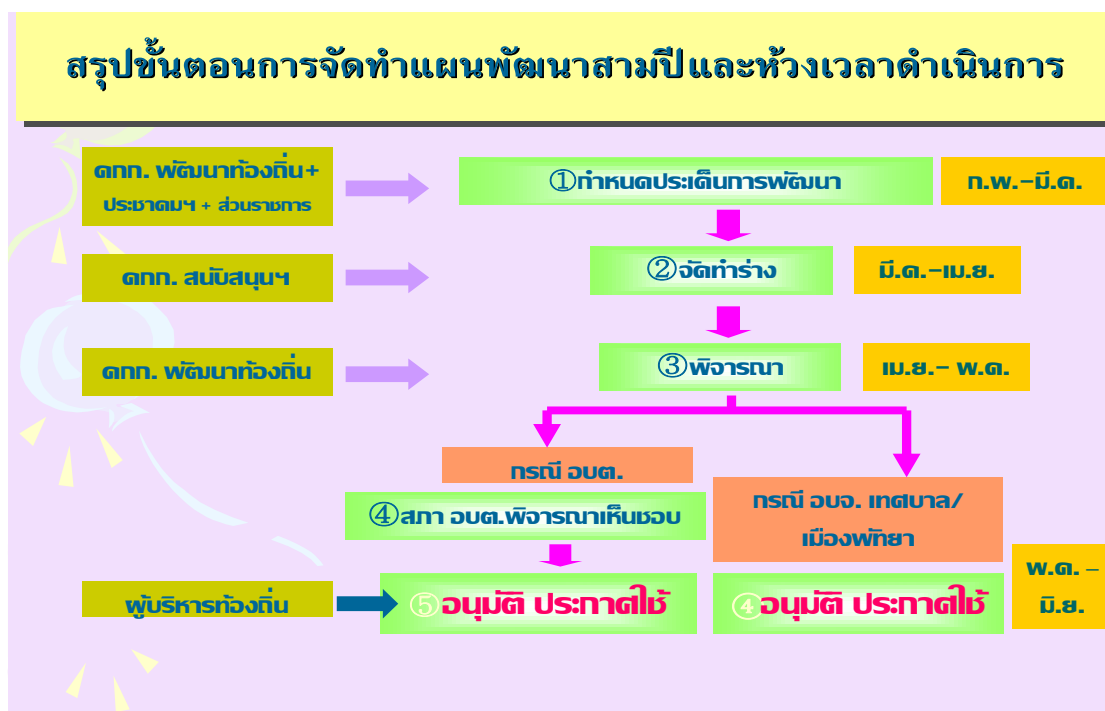 สรุปขั้นตอนการจัดทำแผนพัฒนาสามปีและห้วงเวลาดำเนินการ
คกก. พัฒนาท้องถิ่น+
ประชาคมฯ + ส่วนราชการ
①กำหนดประเด็นการพัฒนา
ก.พ.-มี.ค.
คกก. สนับสนุนฯ
②จัดทำร่าง
มี.ค.-เม.ย.
คกก. พัฒนาท้องถิ่น
③พิจารณา
เม.ย.- พ.ค.
กรณี อบต.
④สภา อบต.พิจารณาเห็นชอบ
กรณี อบจ. เทศบาล/
เมืองพัทยา
ผู้บริหารท้องถิ่น
⑤อนุมัติ ประกาศใช้
④อนุมัติ ประกาศใช้
พ.ค. -
มิ.ย.